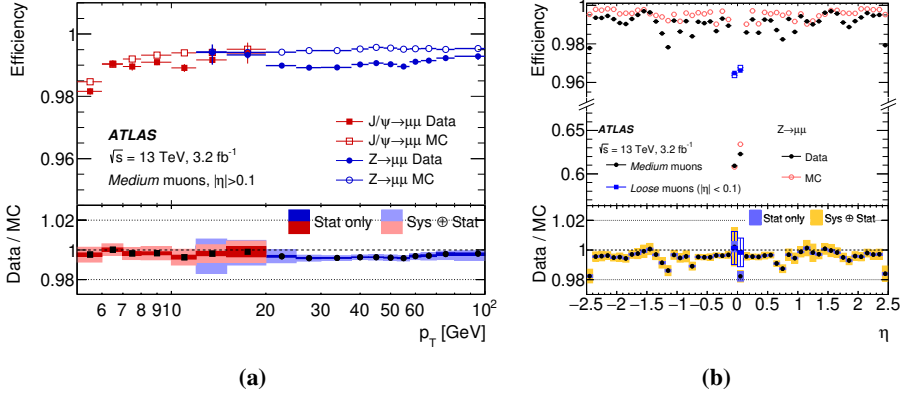 Efficiency
1
0.99
0.98
ATLAS
√s = 13 TeV, 3.2 fb⁻¹
Medium muons, |η|>0.1
J/ψ→μμ Data
J/ψ→μμ MC
Z→μμ Data
Z→μμ MC
Data / MC
1.02
1
0.98
Stat only
Sys ⊕ Stat
6 7 8 910 20 30 40 50 60 10²
p_T [GeV]
(a)
Efficiency
1
0.98
0.96
0.65
0.6
ATLAS
√s = 13 TeV, 3.2 fb⁻¹
Medium muons
Loose muons (|η| < 0.1)
Z→μμ
Data
MC
Data / MC
1.02
1
0.98
Stat only
Sys ⊕ Stat
−2.5 −2 −1.5 −1 −0.5 0 0.5 1 1.5 2 2.5
η
(b)